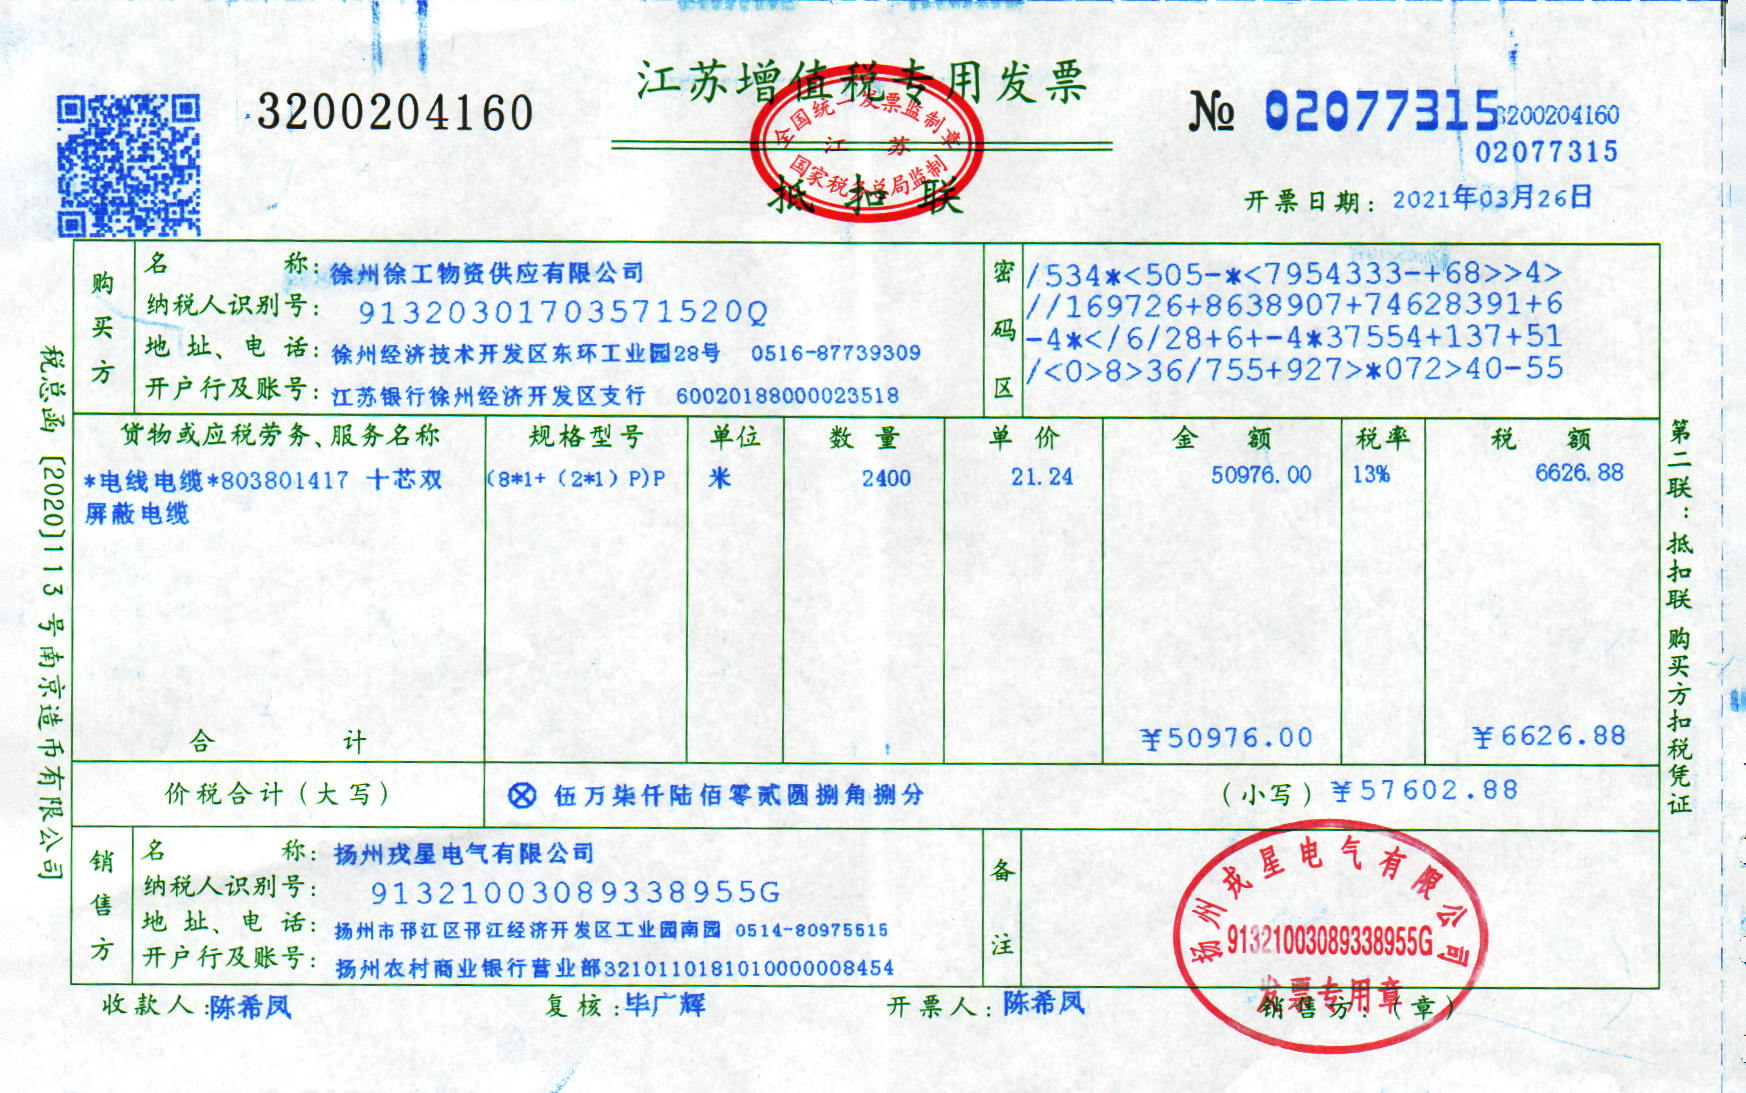 3200204160
江苏增值税专用发票
全国统一发票监制章
江 苏
国家税务总局监制
抵扣联
№ 02077315
3200204160
02077315
开票日期: 2021年03月26日
税总函[2020]113号南京造币有限公司
购买方
名 称: 徐州徐工物资供应有限公司
纳税人识别号: 91320301703571520Q
地 址、电 话: 徐州经济技术开发区东环工业园28号 0516-87739309
开户行及账号: 江苏银行徐州经济开发区支行 60020188000023518
密码区
/534*<505-*<7954333-+68>>4>
//169726+8638907+74628391+6
-4*</6/28+6+-4*37554+137+51
/<0>8>36/755+927>*072>40-55
货物或应税劳务、服务名称 规格型号 单位 数 量 单 价 金 额 税率 税 额
*电线电缆*803801417 十芯双 (8*1+(2*1)P)P 米 2400 21.24 50976.00 13% 6626.88
屏蔽电缆
合 计 ¥50976.00 ¥6626.88
价税合计(大写) ⊗ 伍万柒仟陆佰零贰圆捌角捌分 (小写) ¥57602.88
第二联:抵扣联 购买方扣税凭证
销售方
名 称: 扬州戎星电气有限公司
纳税人识别号: 91321003089338955G
地 址、电 话: 扬州市邗江区邗江经济开发区工业园南园 0514-80975515
开户行及账号: 扬州农村商业银行营业部3210110181010000008454
备注
扬州戎星电气有限公司
91321003089338955G
发票专用章
收款人: 陈希凤 复核: 毕广辉 开票人: 陈希凤 销售方:(章)